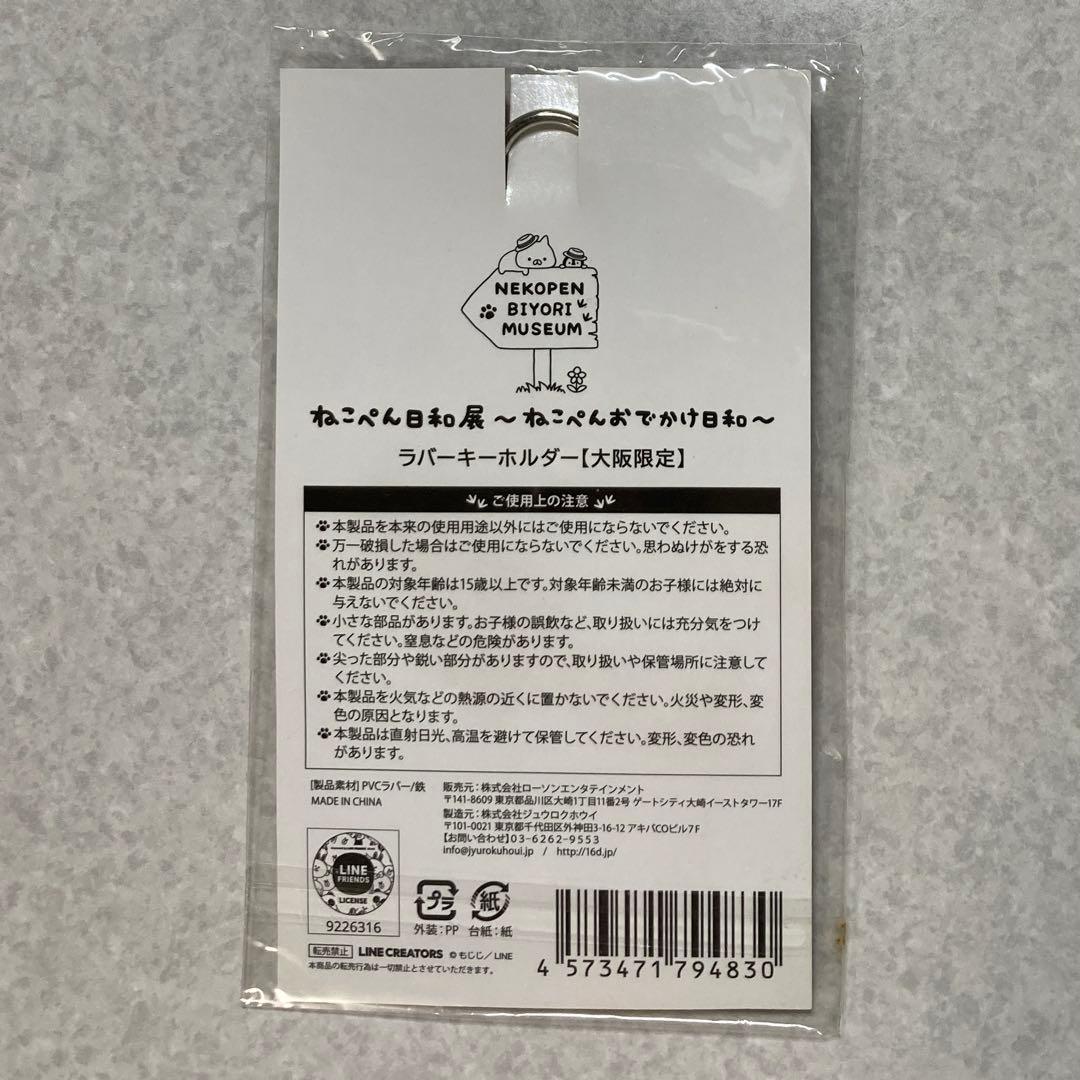 NEKOPEN
BIYORI
MUSEUM
ねこぺん日和展～ねこぺんおでかけ日和～
ラバーキーホルダー【大阪限定】
ご使用上の注意
本製品を本来の使用用途以外にはご使用にならないでください。
万一破損した場合はご使用にならないでください。思わぬけがをする恐
れがあります。
本製品の対象年齢は15歳以上です。対象年齢未満のお子様には絶対に
与えないでください。
小さな部品があります。お子様の誤飲など、取り扱いには充分気をつけ
てください。窒息などの危険があります。
尖った部分や鋭い部分がありますので、取り扱いや保管場所に注意して
ください。
本製品を火気などの熱源の近くに置かないでください。火災や変形、変
色の原因となります。
本製品は直射日光、高温を避けて保管してください。変形、変色の恐れ
があります。
[製品素材] PVCラバー/鉄
MADE IN CHINA
販売元：株式会社ローソンエンタテインメント
〒141-8609 東京都品川区大崎1丁目11番2号 ゲートシティ大崎イーストタワー17F
製造元：株式会社ジュウロクホウイ
〒101-0021 東京都千代田区外神田3-16-12 アキバCOビル7F
【お問い合わせ】03-6262-9553
info@jyurokuhoui.jp / http://16d.jp/
LINE
FRIENDS
LICENSE
9226316
プラ
外装：PP
紙
台紙：紙
転売禁止 LINE CREATORS ©もじじ／LINE
本商品の転売行為は一切禁止とさせていただきます。
4 573471 794830